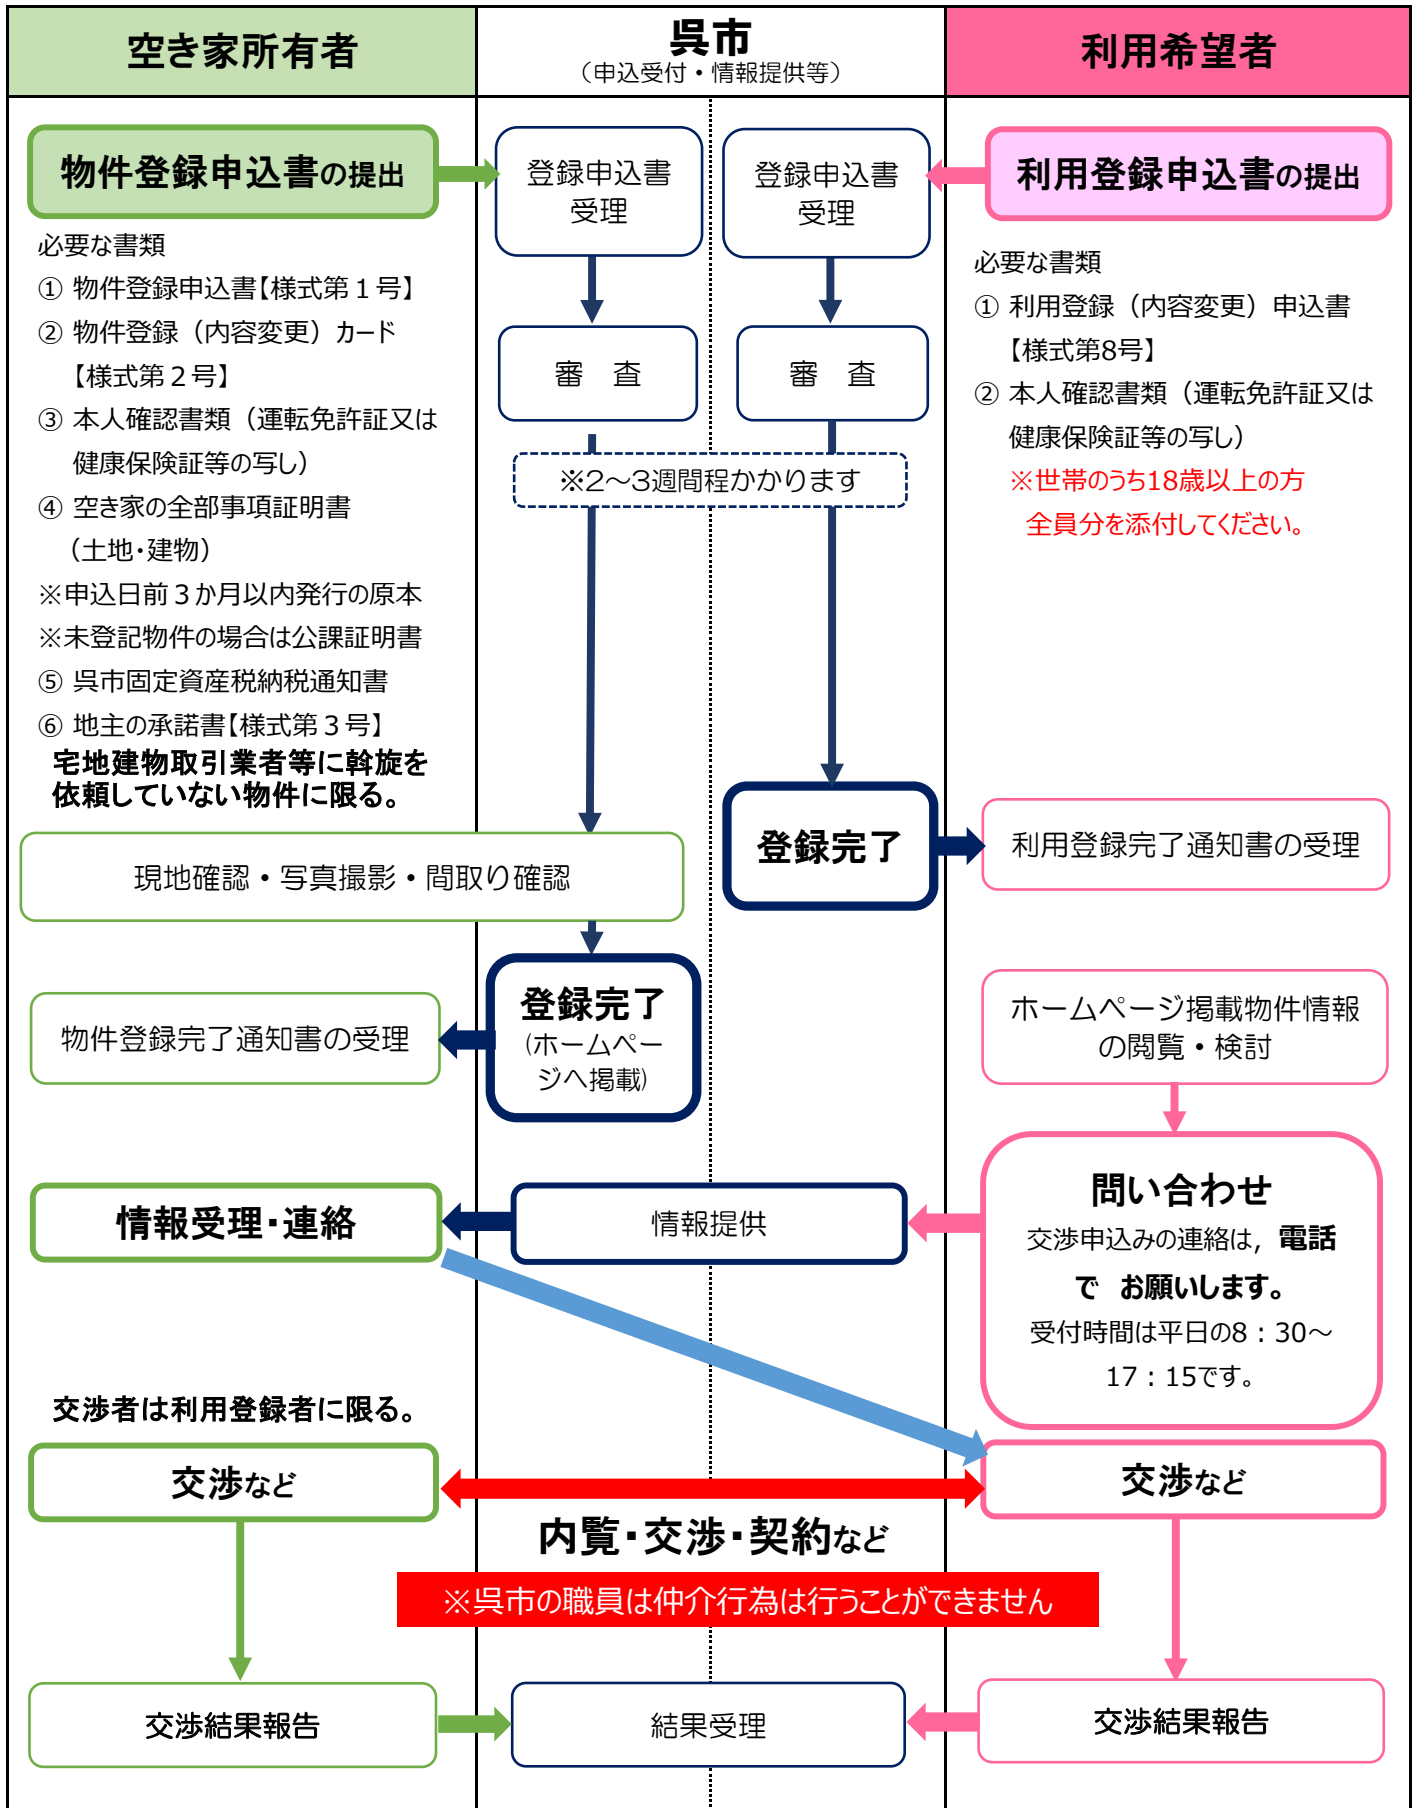 空き家所有者
呉市
（申込受付・情報提供等）
利用希望者
物件登録申込書の提出
必要な書類
① 物件登録申込書【様式第１号】
② 物件登録（内容変更）カード
【様式第２号】
③ 本人確認書類（運転免許証又は
健康保険証等の写し）
④ 空き家の全部事項証明書
（土地・建物）
※申込日前３か月以内発行の原本
※未登記物件の場合は公課証明書
⑤ 呉市固定資産税納税通知書
⑥ 地主の承諾書【様式第３号】
宅地建物取引業者等に斡旋を
依頼していない物件に限る。
登録申込書
受理
登録申込書
受理
審　査
審　査
※2～3週間程かかります
利用登録申込書の提出
必要な書類
① 利用登録（内容変更）申込書
【様式第8号】
② 本人確認書類（運転免許証又は
健康保険証等の写し）
※世帯のうち18歳以上の方
全員分を添付してください。
登録完了
利用登録完了通知書の受理
現地確認・写真撮影・間取り確認
登録完了
(ホームペー
ジへ掲載)
物件登録完了通知書の受理
ホームページ掲載物件情報
の閲覧・検討
問い合わせ
交渉申込みの連絡は，電話
で　お願いします。
受付時間は平日の8：30～
17：15です。
情報提供
情報受理・連絡
交渉者は利用登録者に限る。
交渉など
交渉など
内覧・交渉・契約など
※呉市の職員は仲介行為は行うことができません
交渉結果報告
結果受理
交渉結果報告